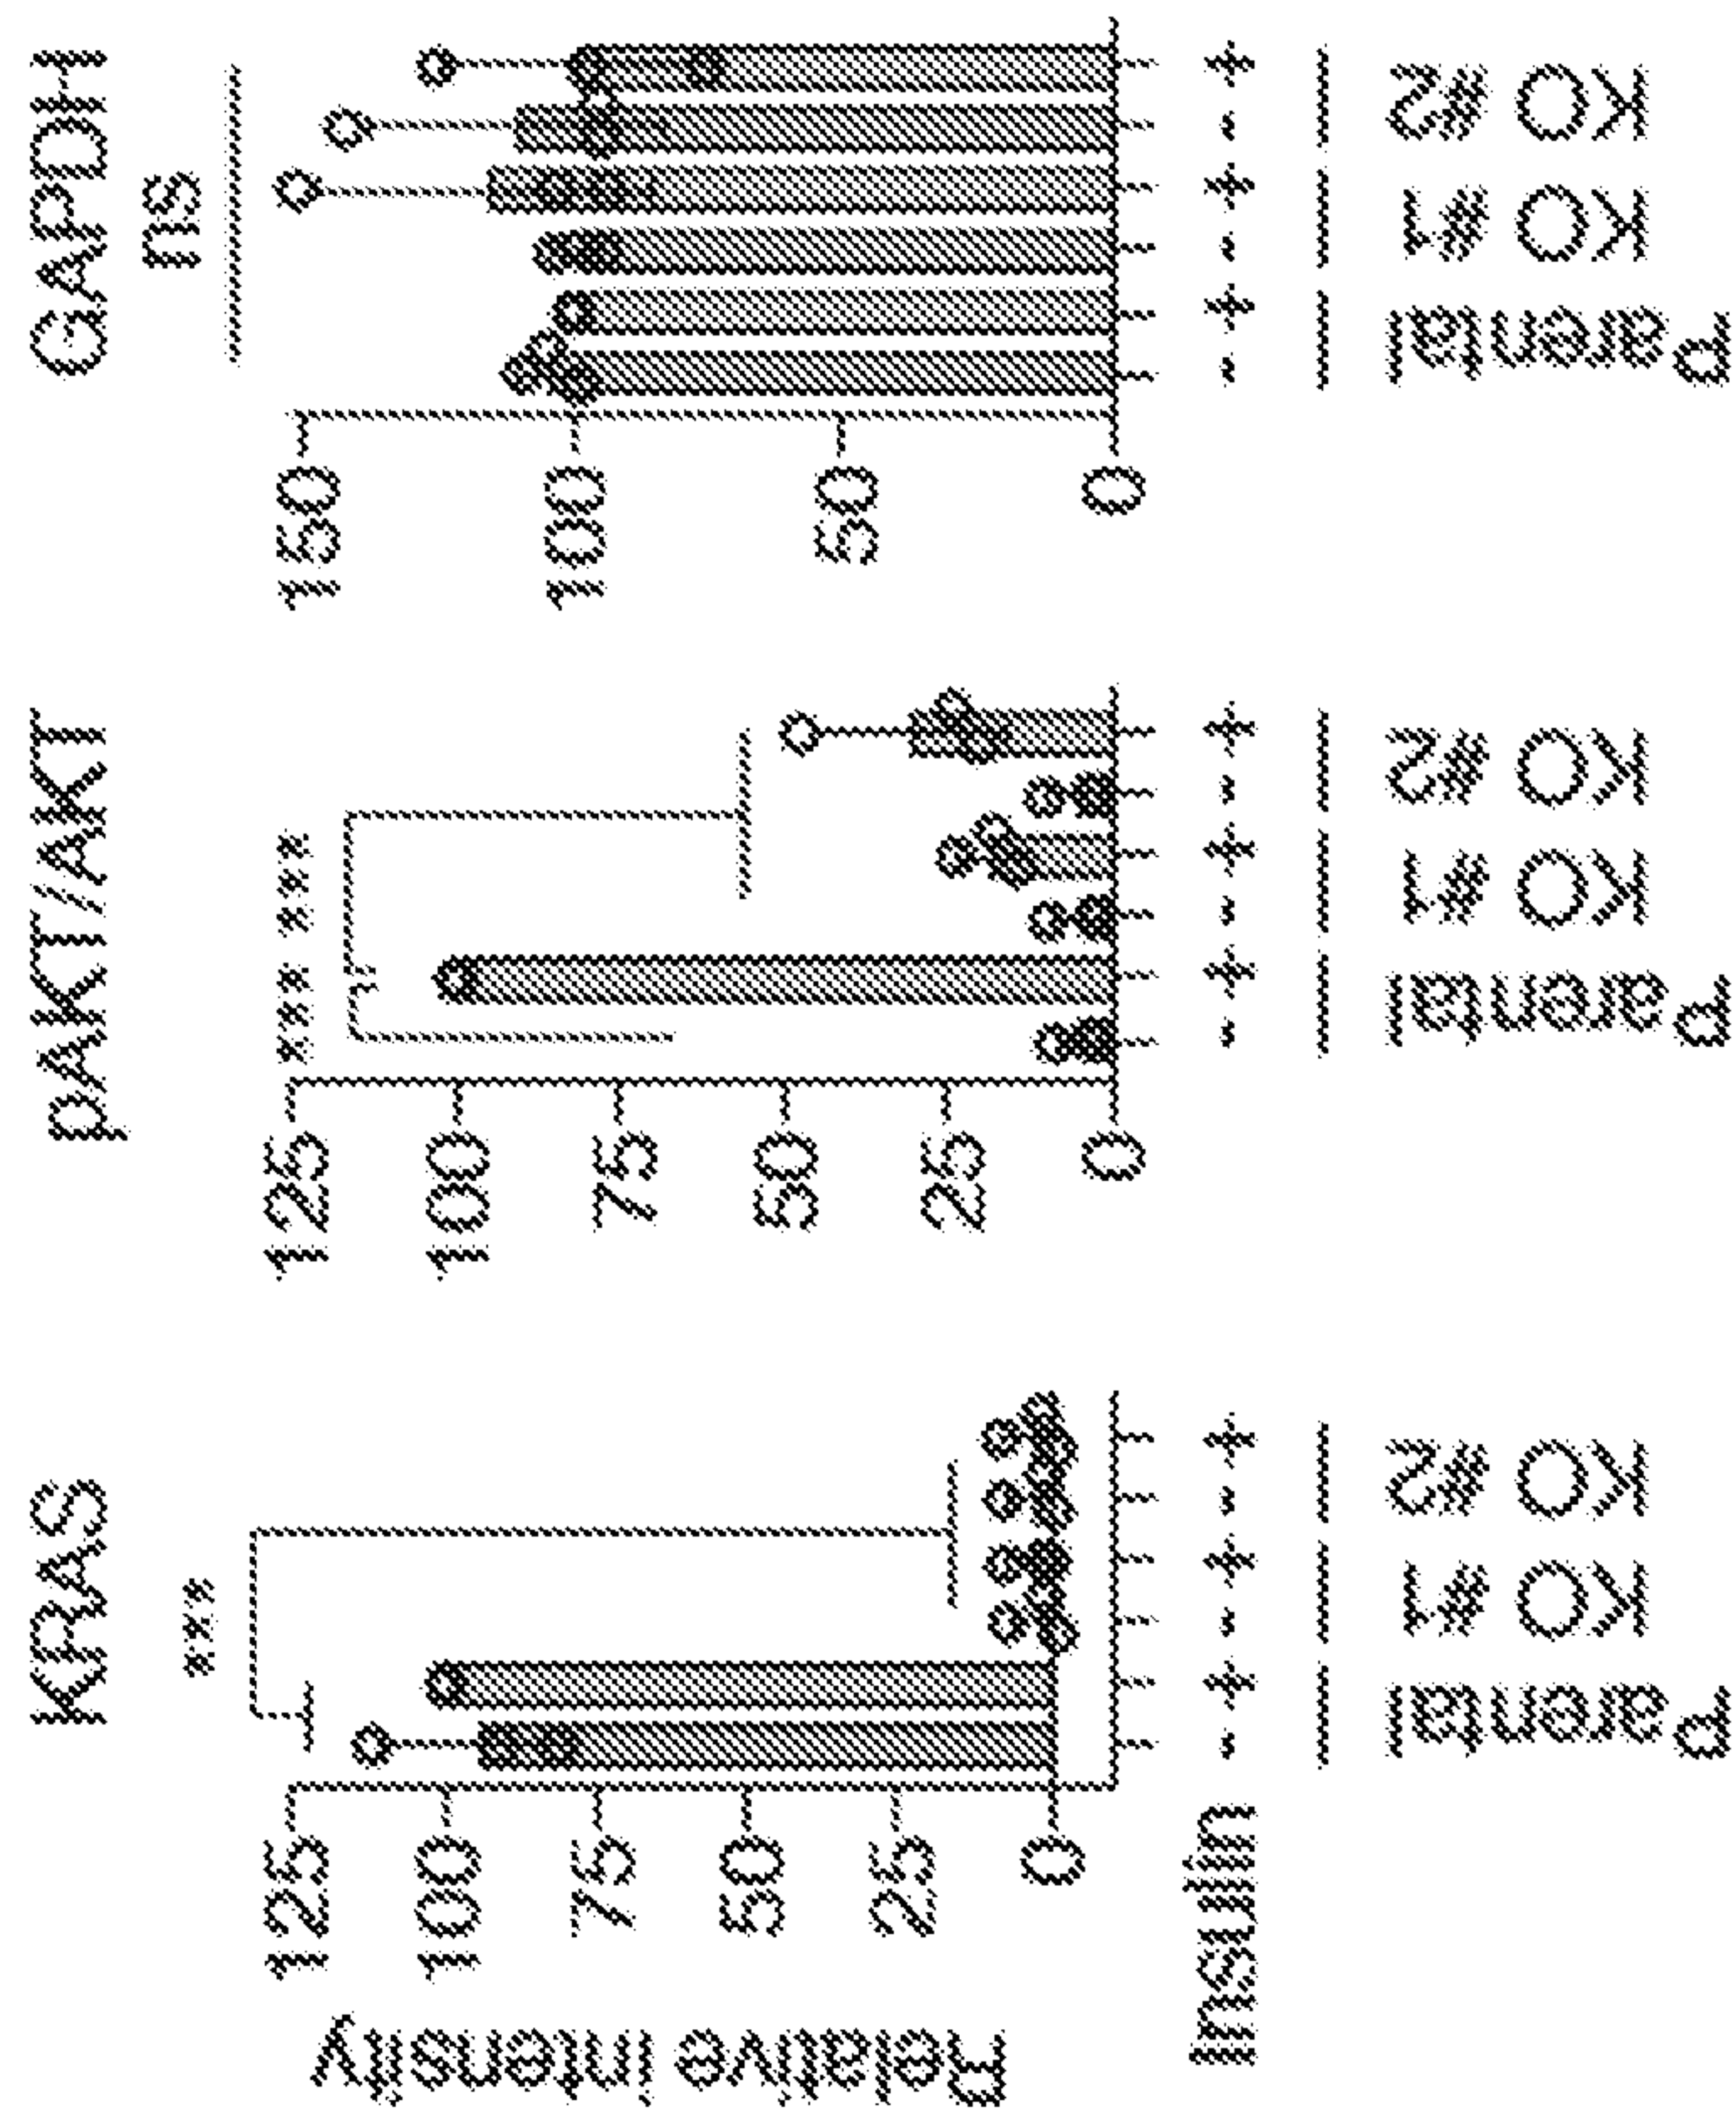 KRAS
***
125
100
75
50
25
0
Relative intensity
pAKT/AKT
*** ***
125
100
75
50
25
0
GAPDH
ns
150
100
50
0
Insulin - + - + - + - + - + - + - + - + - +
Parental KO #1 KO #2 Parental KO #1 KO #2 Parental KO #1 KO #2